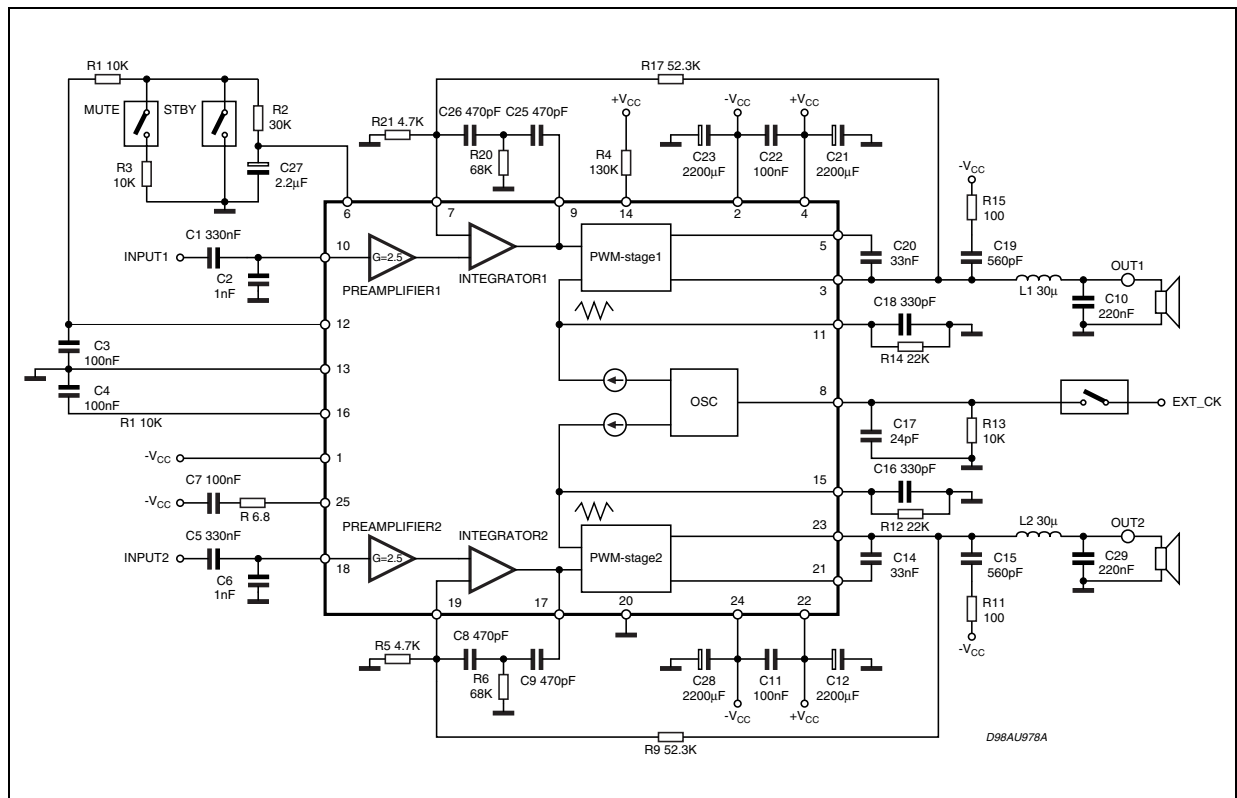 R1 10K
R17 52.3K
MUTE
STBY
R2
30K
R3
10K
C27
2.2µF
R21 4.7K
C26 470pF
C25 470pF
R20
68K
+VCC
R4
130K
-VCC
+VCC
C23
2200µF
C22
100nF
C21
2200µF
-VCC
R15
100
C19
560pF
6
7
9
14
2
4
INPUT1
C1 330nF
C2
1nF
10
G=2.5
PREAMPLIFIER1
INTEGRATOR1
PWM-stage1
5
3
C20
33nF
L1 30µ
OUT1
C10
220nF
C18 330pF
R14 22K
12
11
C3
100nF
13
C4
100nF
R1 10K
16
OSC
8
EXT_CK
C17
24pF
R13
10K
-VCC
1
C7 100nF
-VCC
R 6.8
25
15
C16 330pF
R12 22K
C5 330nF
INPUT2
C6
1nF
18
PREAMPLIFIER2
G=2.5
INTEGRATOR2
PWM-stage2
23
21
C14
33nF
C15
560pF
L2 30µ
OUT2
C29
220nF
R11
100
-VCC
19
17
20
24
22
R5 4.7K
C8 470pF
R6
68K
C9 470pF
C28
2200µF
C11
100nF
C12
2200µF
-VCC
+VCC
R9 52.3K
D98AU978A